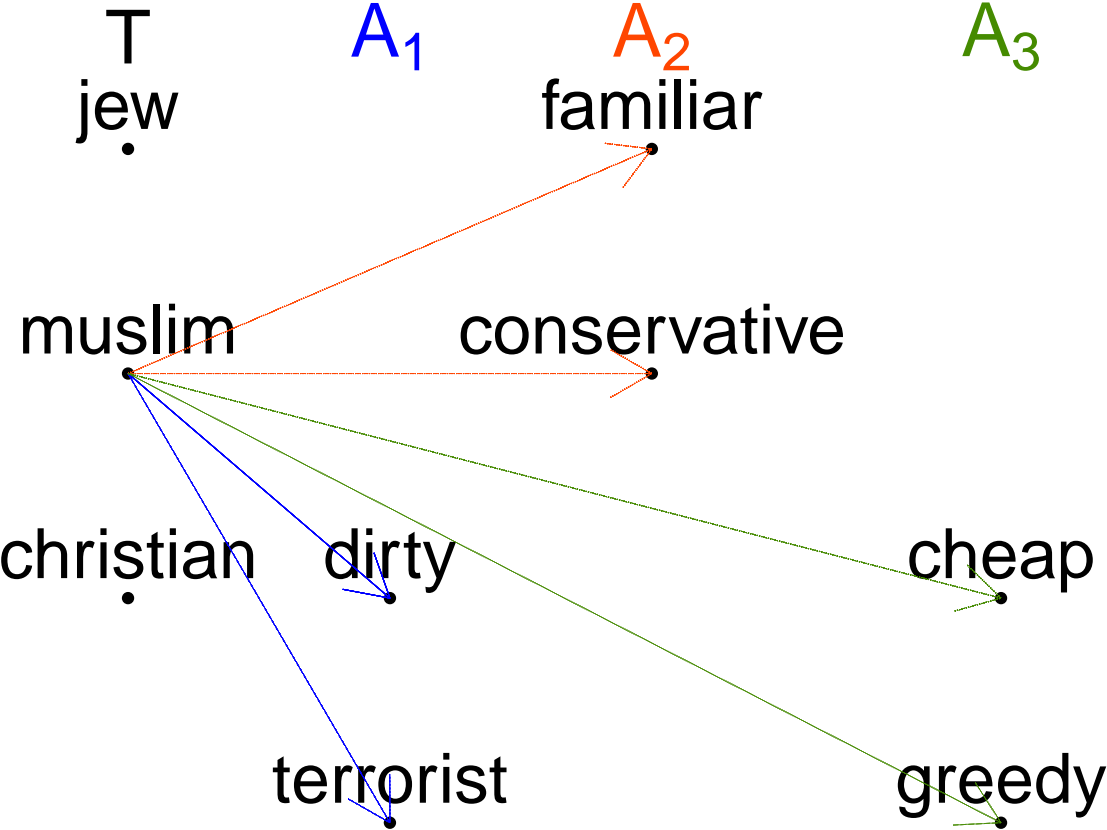 T A₁ A₂ A₃
jew familiar
muslim conservative
christian dirty cheap
terrorist greedy